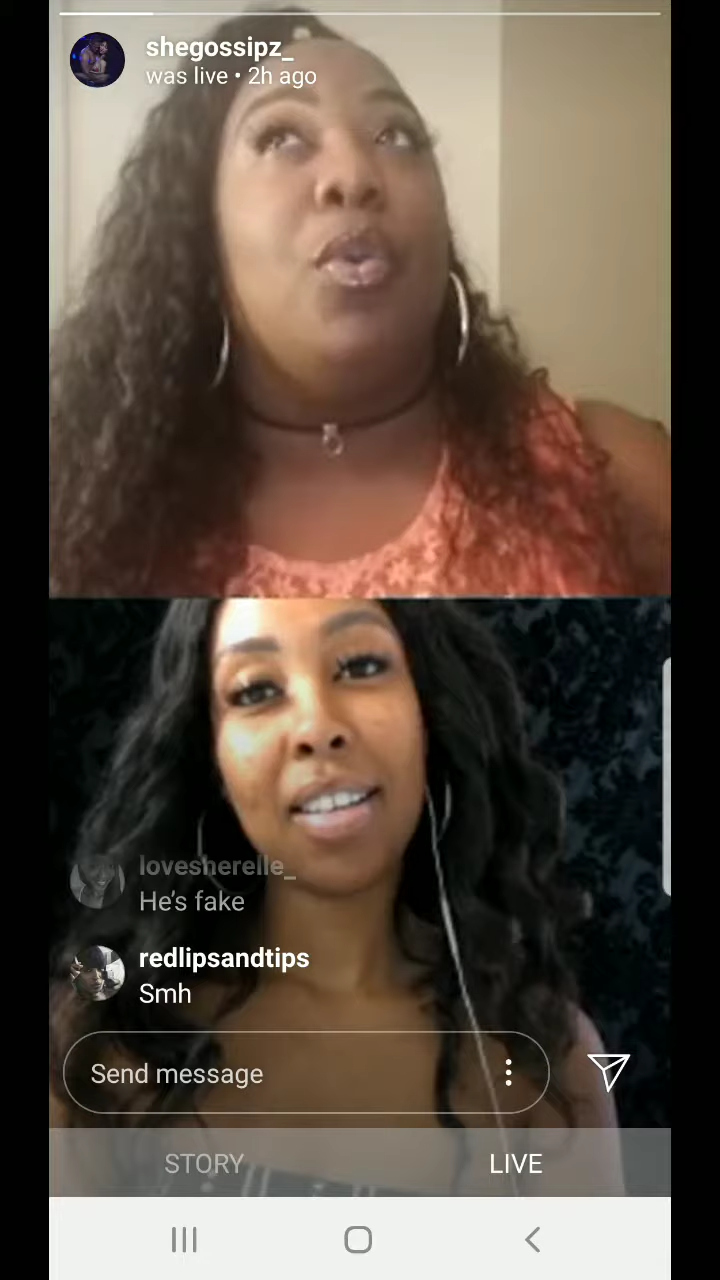 shegossipz_
was live • 2h ago
lovesherelle_
He's fake
redlipsandtips
Smh
Send message
STORY
LIVE